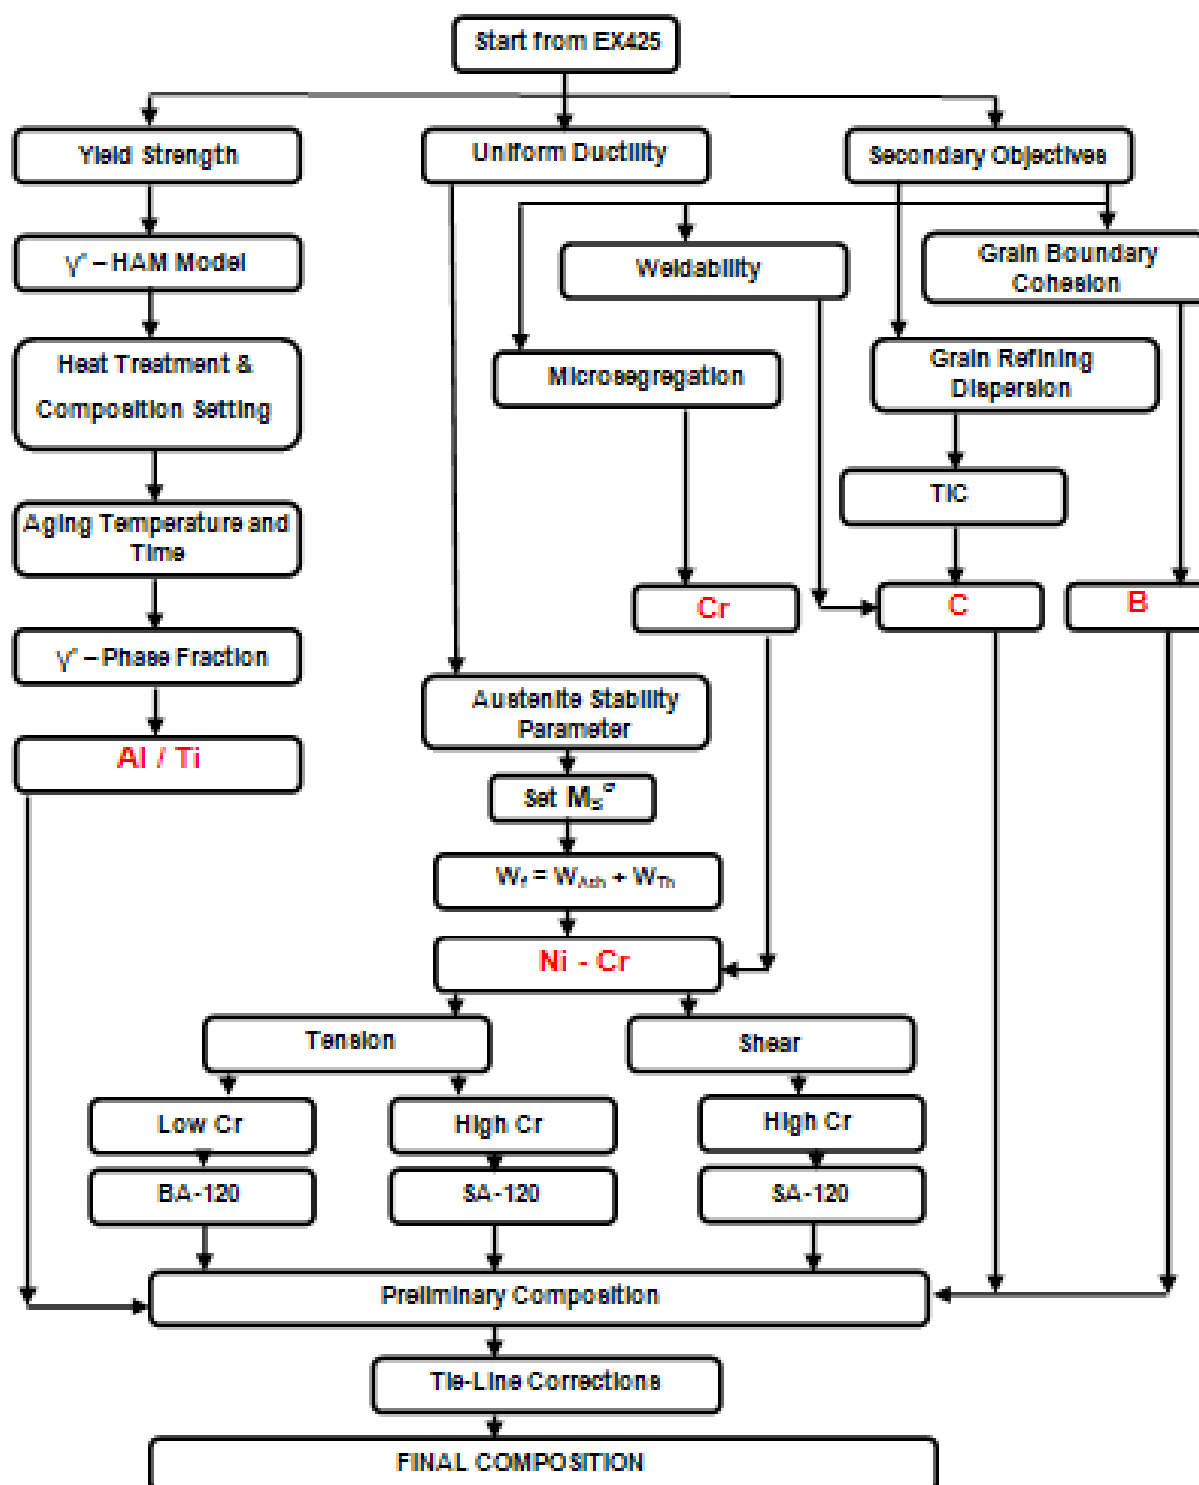 Start from EX425
Yield Strength
Uniform Ductility
Secondary Objectives
γ' – HAM Model
Weldability
Grain Boundary
Cohesion
Heat Treatment &
Composition Setting
Microsegregation
Grain Refining
Dispersion
Aging Temperature and
Time
TiC
Cr
C
B
γ' – Phase Fraction
Austenite Stability
Parameter
Al / Ti
Set Msσ
Wf = WAth + WTh
Ni - Cr
Tension
Shear
Low Cr
High Cr
High Cr
BA-120
SA-120
SA-120
Preliminary Composition
Tie-Line Corrections
FINAL COMPOSITION